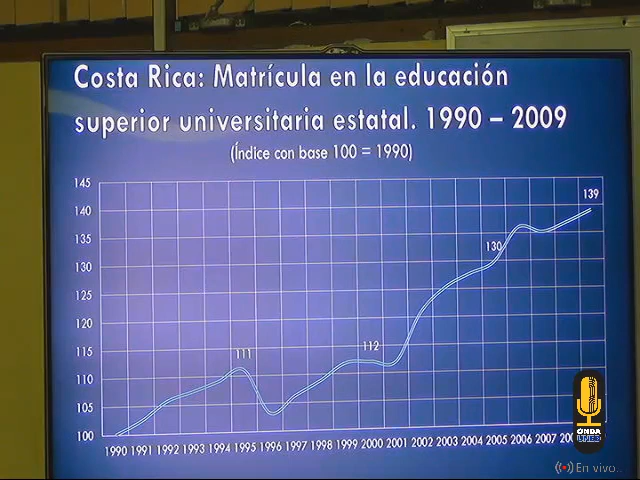 Costa Rica: Matrícula en la educación
superior universitaria estatal. 1990 – 2009
(Índice con base 100 = 1990)
145
140
135
130
125
120
115
110
105
100
139
130
112
111
1990 1991 1992 1993 1994 1995 1996 1997 1998 1999 2000 2001 2002 2003 2004 2005 2006 2007
ONDA
UNED
En vivo..